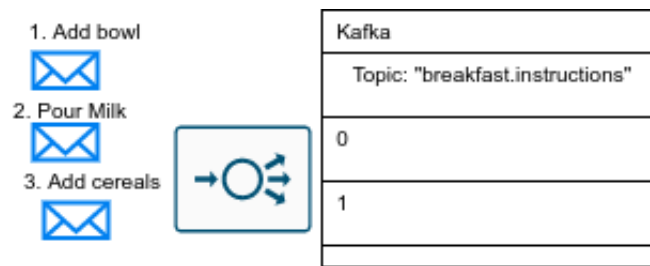 1. Add bowl
2. Pour Milk
3. Add cereals
Kafka
Topic: "breakfast.instructions"
0
1